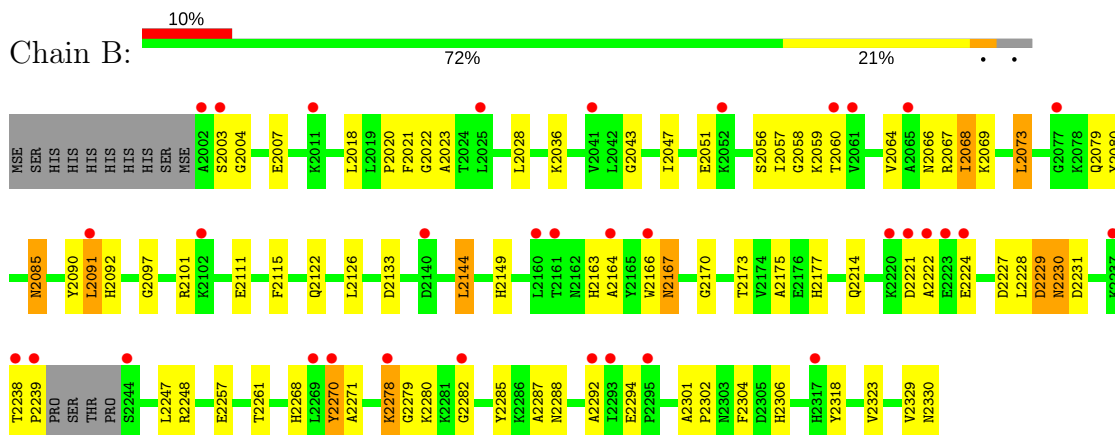 10%
Chain B:
72% 21% • •
MSE SER HIS HIS HIS HIS HIS HIS SER MSE A2002 S2003 G2004 E2007 K2011 L2018 L2019 P2020 F2021 G2022 A2023 T2024 L2025 L2028 K2036 V2041 L2042 G2043 I2047 E2051 K2052 S2056 I2057 G2058 K2059 T2060 V2061 V2064 A2065 N2066 R2067 I2068 K2069 L2073 G2077 K2078 Q2079 Y2080
N2085 Y2090 L2091 H2092 G2097 R2101 K2102 E2111 F2115 Q2122 L2126 D2133 D2140 L2144 H2149 L2160 T2161 N2162 H2163 A2164 Y2165 W2166 N2167 G2170 T2173 V2174 A2175 E2176 H2177 Q2214 K2220 D2221 A2222 E2223 E2224 D2227 L2228 D2229 N2230 D2231 K2237
T2238 P2239 PRO SER THR PRO S2244 L2247 R2248 E2257 T2261 H2268 L2269 Y2270 A2271 K2278 G2279 K2280 K2281 G2282 Y2285 K2286 A2287 N2288 A2292 I2293 E2294 P2295 A2301 P2302 N2303 F2304 D2305 H2306 H2317 Y2318 V2323 V2329 N2330